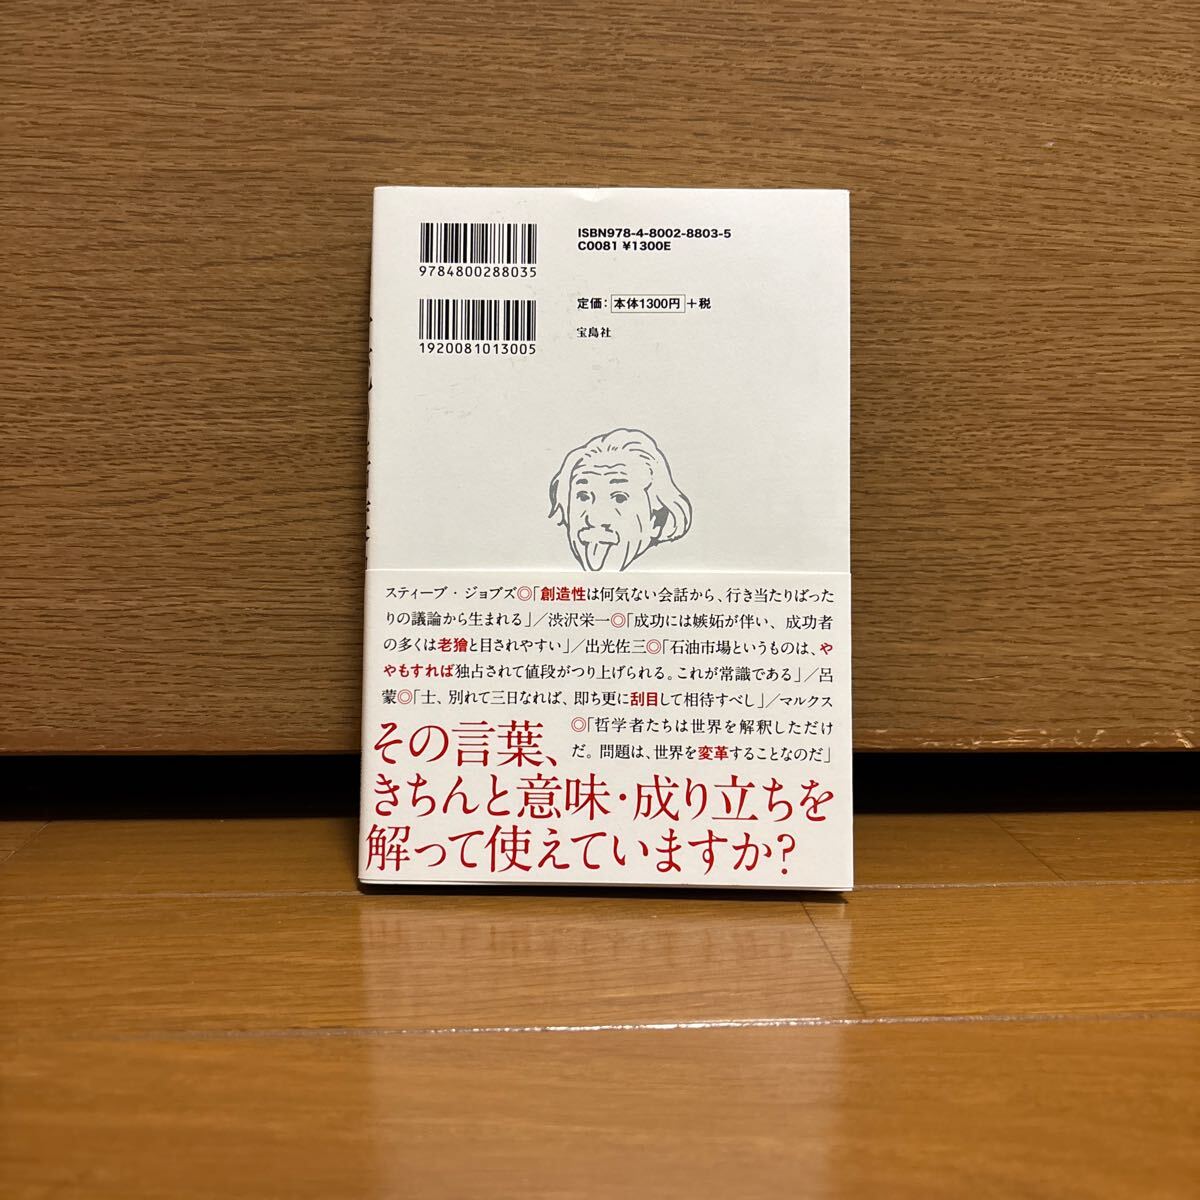 9784800288035
ISBN978-4-8002-8803-5
C0081 ¥1300E
1920081013005
定価: 本体1300円 +税
宝島社
スティーブ・ジョブズ◎「創造性は何気ない会話から、行き当たりばった
りの議論から生まれる」/渋沢栄一◎「成功には嫉妬が伴い、成功者
の多くは老獪と目されやすい」/出光佐三◎「石油市場というものは、や
やもすれば独占されて値段がつり上げられる。これが常識である」/呂
蒙◎「士、別れて三日なれば、即ち更に刮目して相待すべし」/マルクス
◎「哲学者たちは世界を解釈しただけ
だ。問題は、世界を変革することなのだ」
その言葉、
きちんと意味・成り立ちを
解って使えていますか?